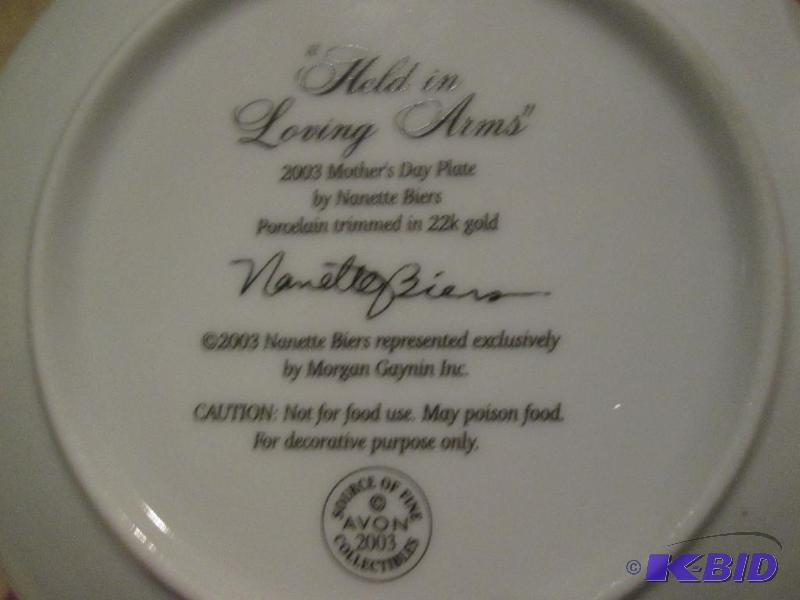 "Held in
Loving Arms"
2003 Mother's Day Plate
by Nanette Biers
Porcelain trimmed in 22k gold
Nanette Biers
©2003 Nanette Biers represented exclusively
by Morgan Gaynin Inc.
CAUTION: Not for food use. May poison food.
For decorative purpose only.
SOURCE OF FINE
©
AVON
2003
COLLECTIBLES
© K-BID